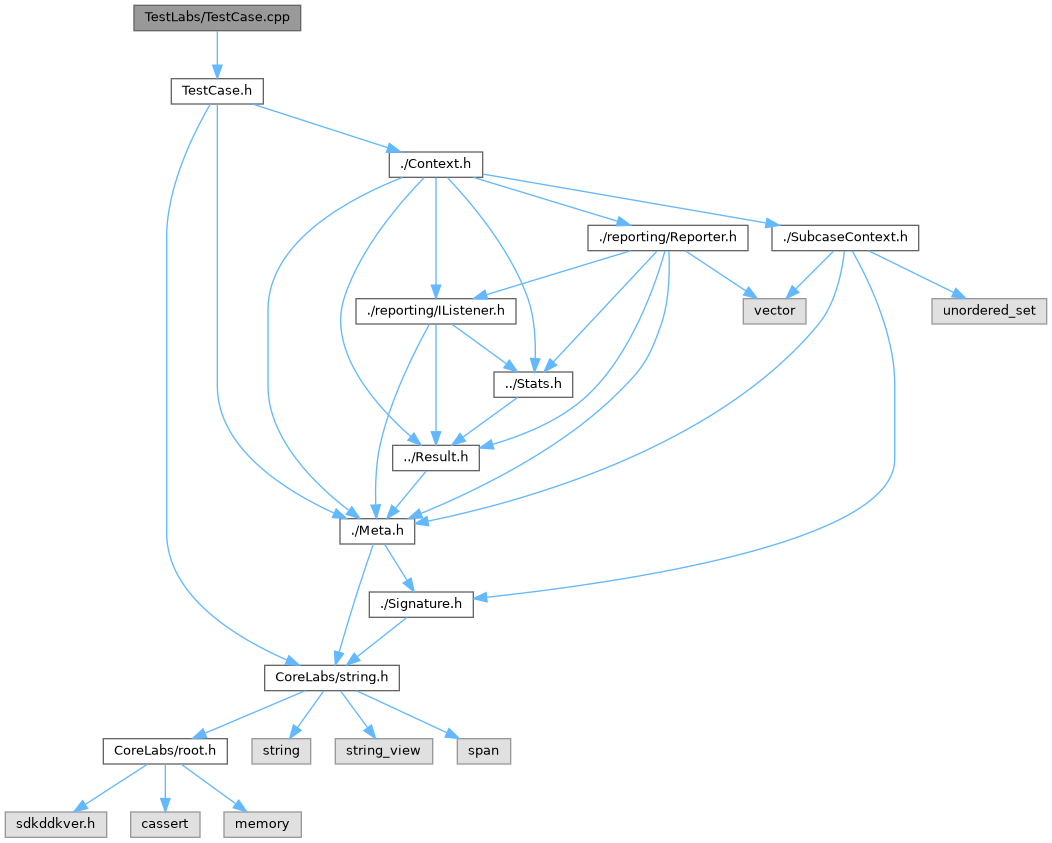 TestLabs/TestCase.cpp
TestCase.h
./Context.h
./reporting/Reporter.h
./SubcaseContext.h
./reporting/IListener.h
vector
unordered_set
../Stats.h
../Result.h
./Meta.h
./Signature.h
CoreLabs/string.h
CoreLabs/root.h
string
string_view
span
sdkddkver.h
cassert
memory